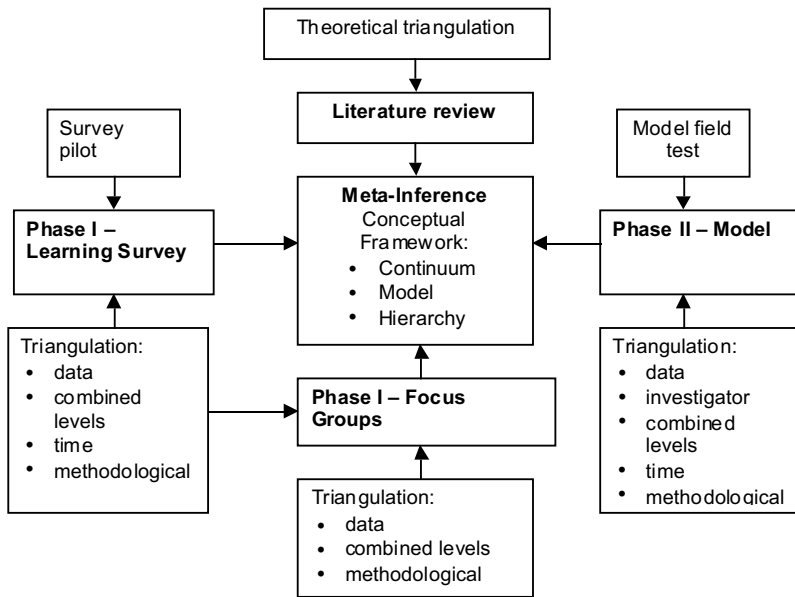 Theoretical triangulation
Literature review
Survey
pilot
Model field
test
Meta-Inference
Conceptual
Framework:
• Continuum
• Model
• Hierarchy
Phase I –
Learning Survey
Phase II – Model
Triangulation:
• data
• combined
levels
• time
• methodological
Phase I – Focus
Groups
Triangulation:
• data
• investigator
• combined
levels
• time
• methodological
Triangulation:
• data
• combined levels
• methodological